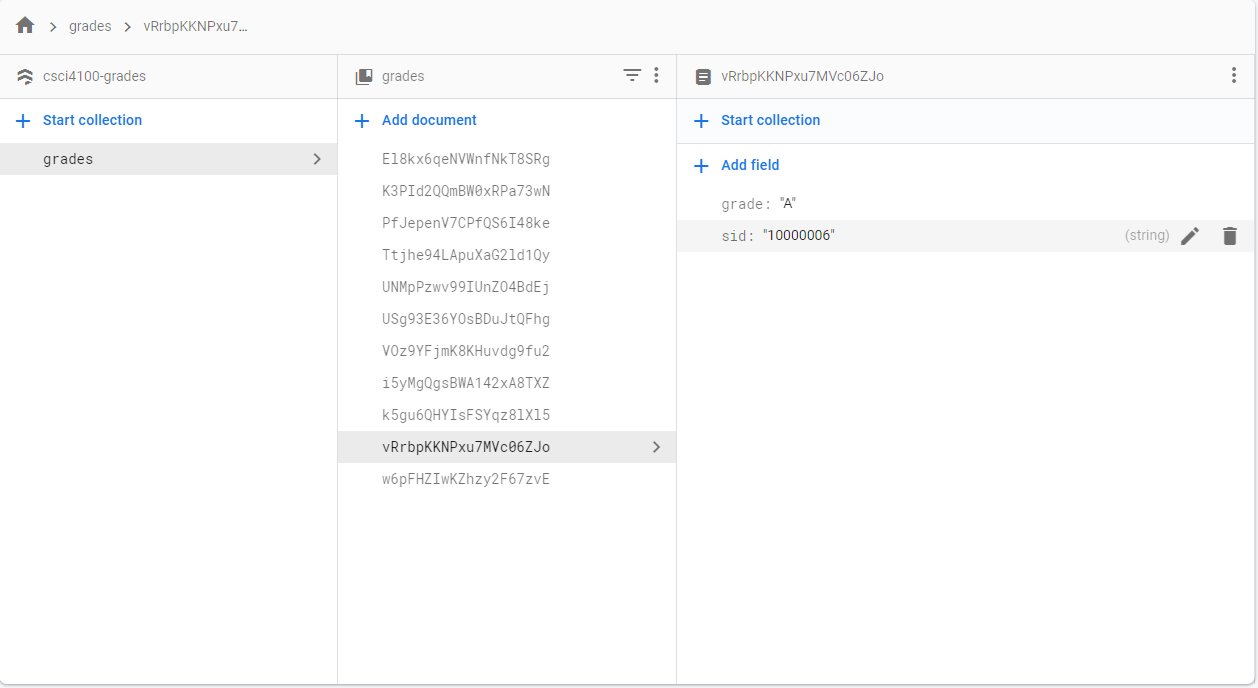 grades
vRrbpKKNPxu7...
csci4100-grades
Start collection
grades
grades
Add document
El8kx6qeNVWnfNkT8SRg
K3PId2QQmBW0xRPa73wN
PfJepenV7CPfQS6I48ke
Ttjhe94LApuXaG2ld1Qy
UNMpPzwv99IUnZO4BdEj
USg93E36YOsBDuJtQFhg
VOz9YFjmK8KHuvdg9fu2
i5yMgQgsBWA142xA8TXZ
k5gu6QHYIsFSYqz8lXl5
vRrbpKKNPxu7MVc06ZJo
w6pFHZIwKZhzy2F67zvE
vRrbpKKNPxu7MVc06ZJo
Start collection
Add field
grade: "A"
sid: "10000006" (string)